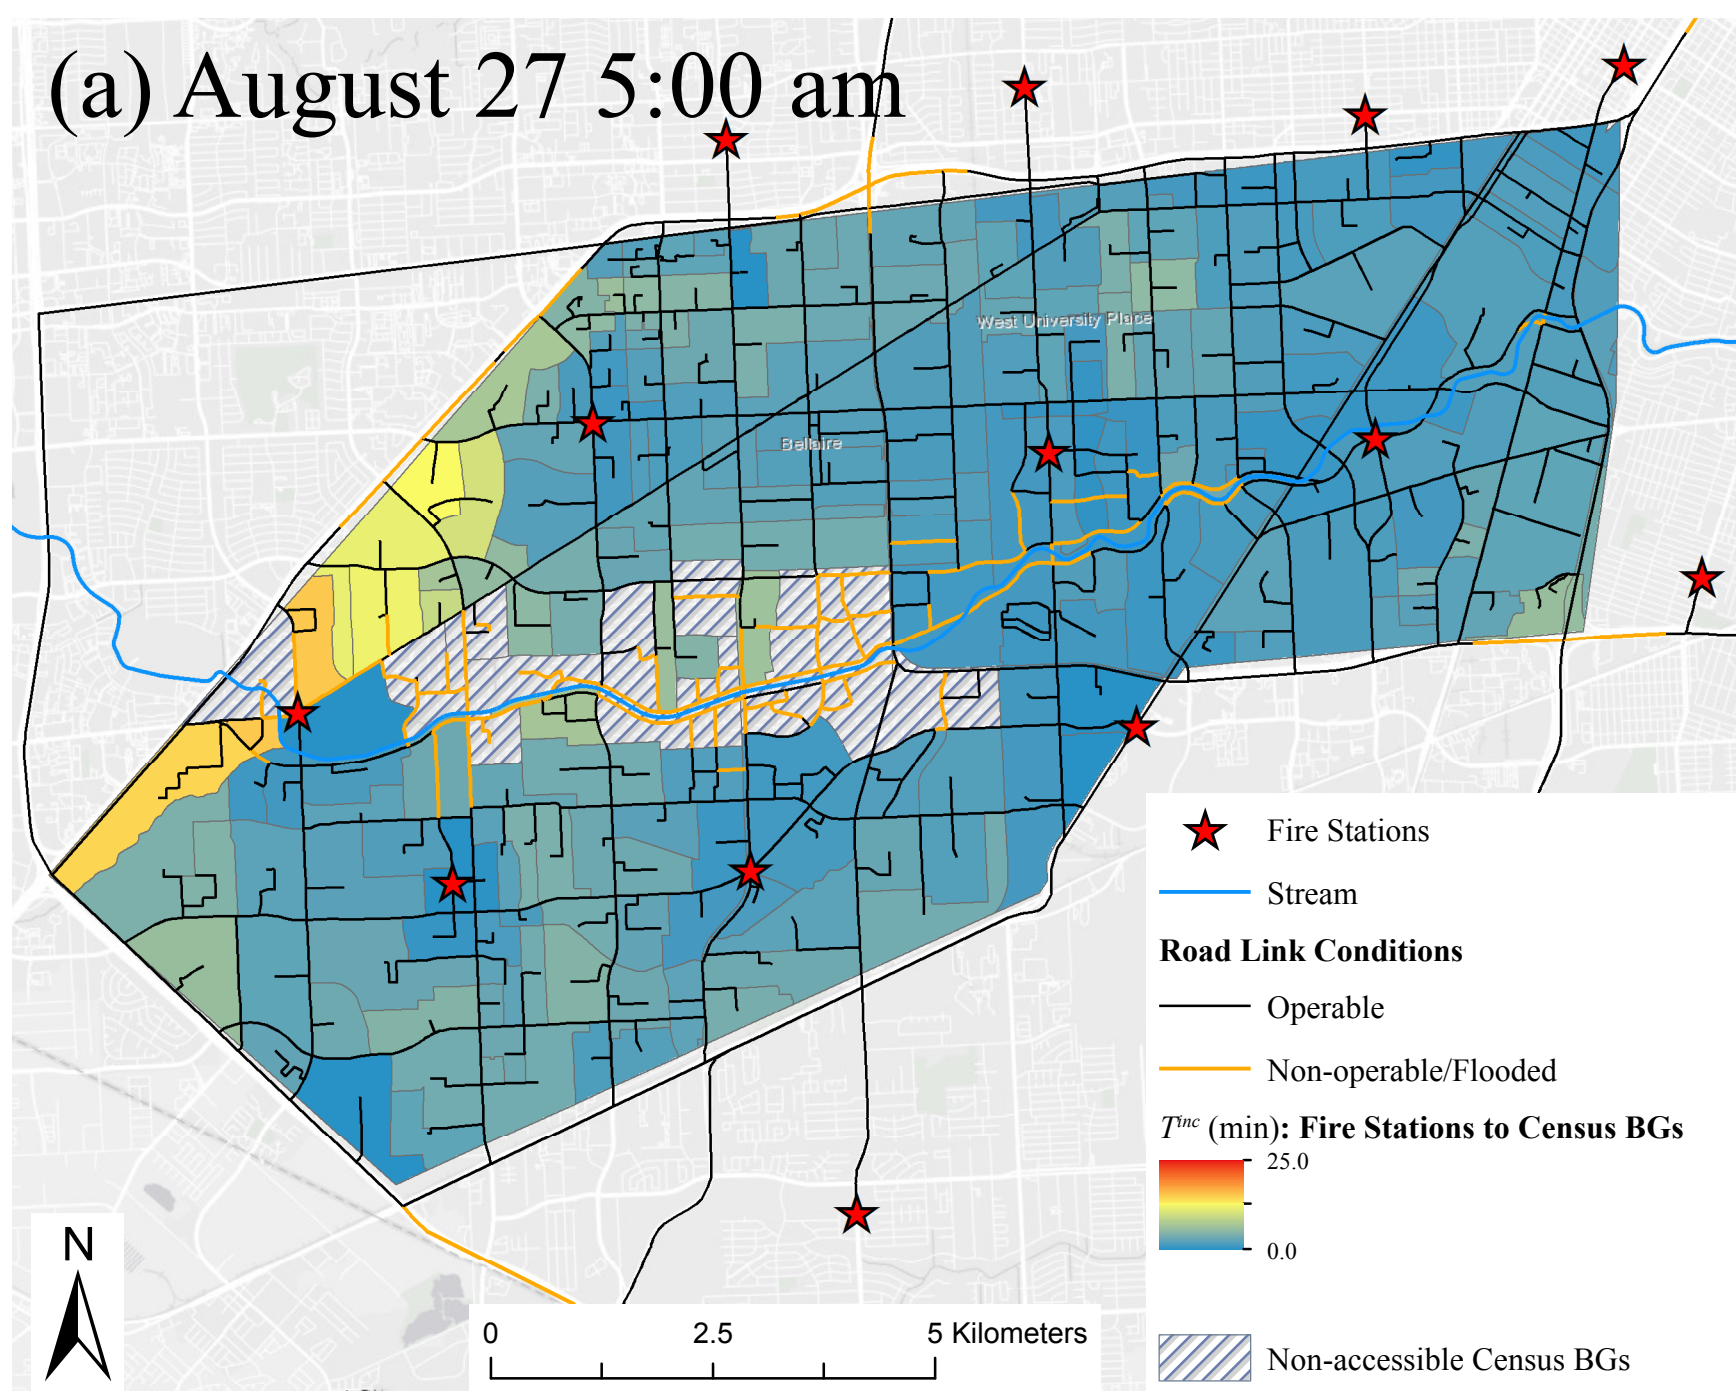 (a) August 27 5:00 am
West University Place
Bellaire
Fire Stations
Stream
Road Link Conditions
Operable
Non-operable/Flooded
Tinc (min): Fire Stations to Census BGs
25.0
0.0
Non-accessible Census BGs
N
0 2.5 5 Kilometers